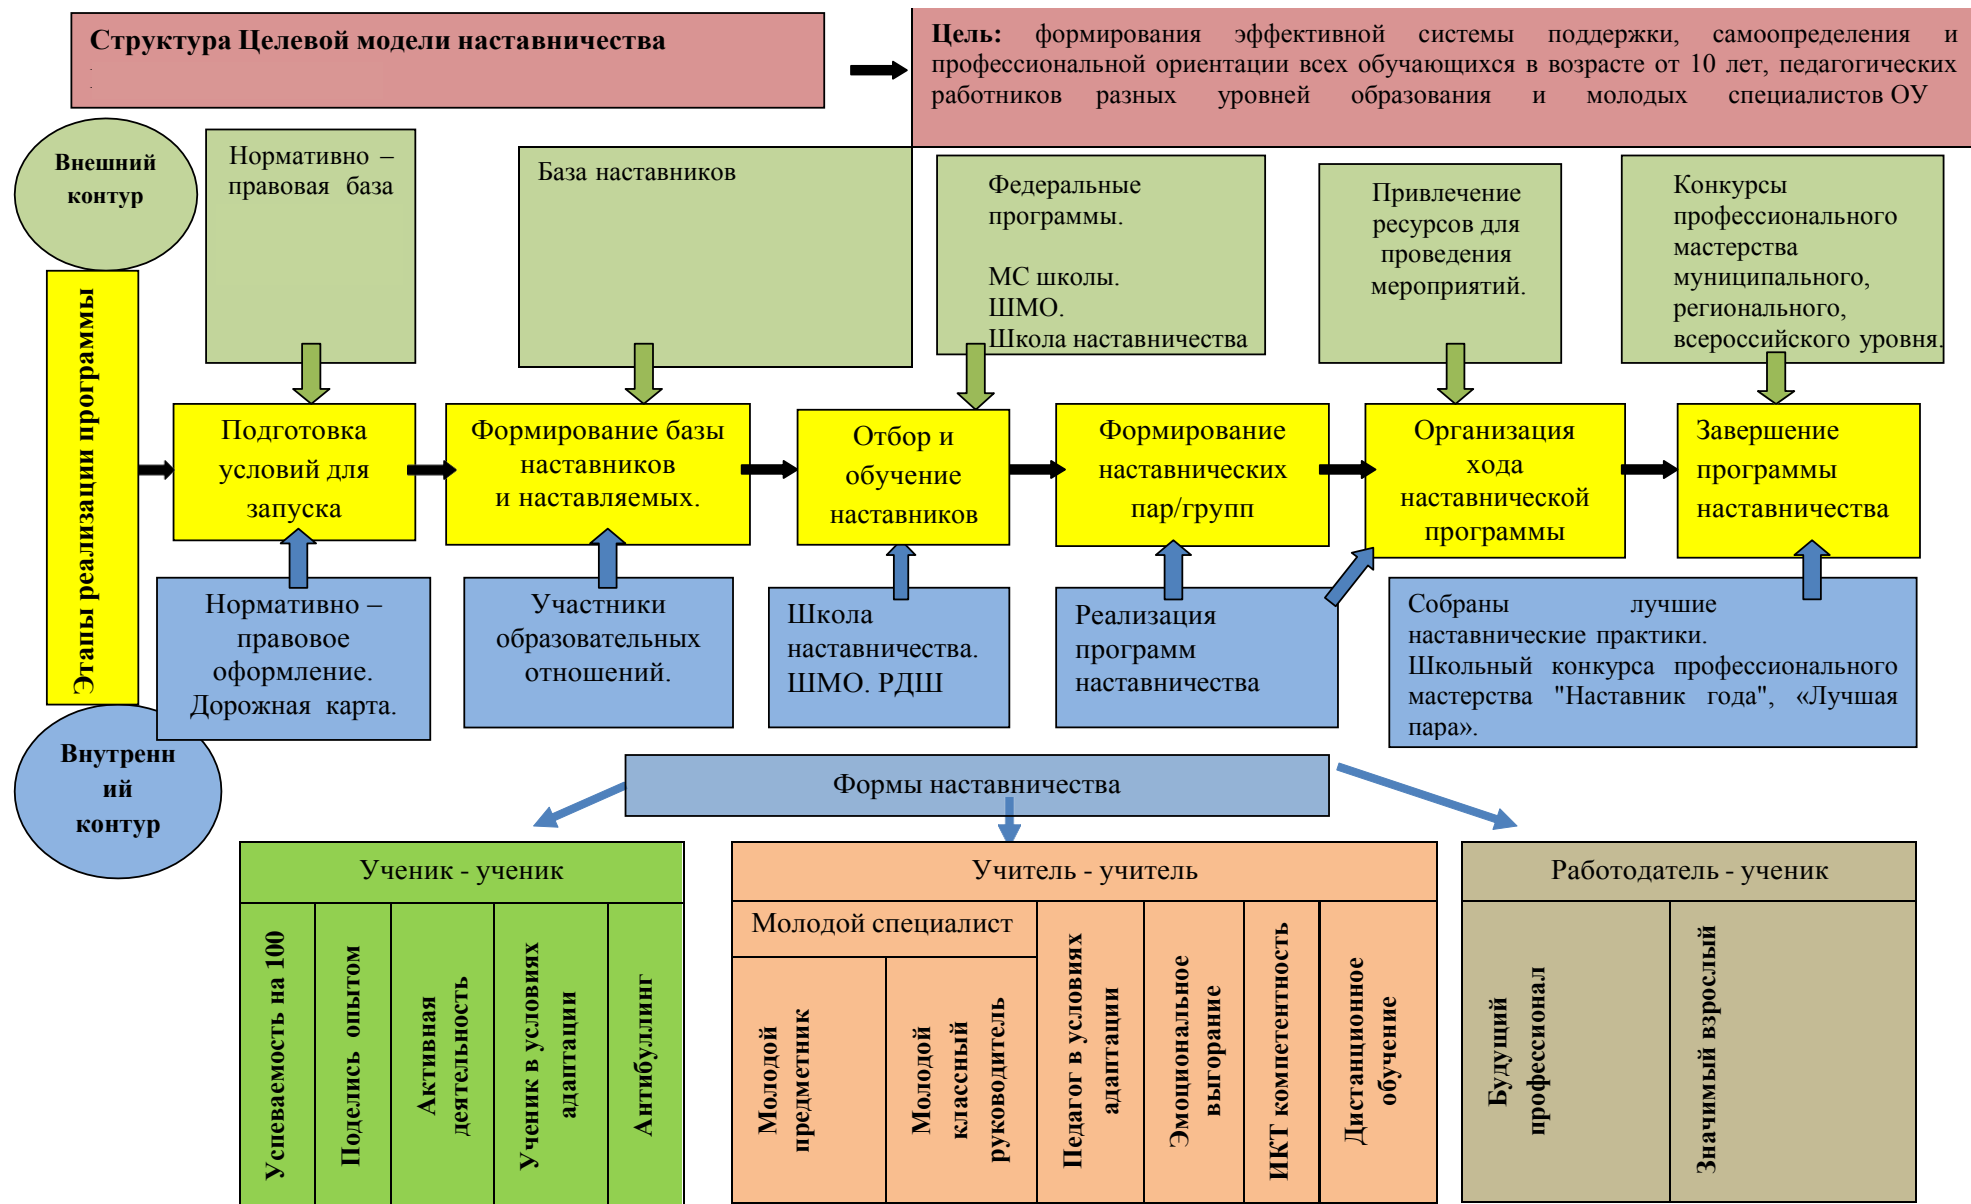 Структура Целевой модели наставничества
Цель: формирования эффективной системы поддержки, самоопределения и
профессиональной ориентации всех обучающихся в возрасте от 10 лет, педагогических
работников разных уровней образования и молодых специалистов ОУ
Внешний
контур
Нормативно –
правовая база
База наставников
Федеральные
программы.
МС школы.
ШМО.
Школа наставничества
Привлечение
ресурсов для
проведения
мероприятий.
Конкурсы
профессионального
мастерства
муниципального,
регионального,
всероссийского уровня.
Этапы реализации программы
Подготовка
условий для
запуска
Формирование базы
наставников
и наставляемых.
Отбор и
обучение
наставников
Формирование
наставнических
пар/групп
Организация
хода
наставнической
программы
Завершение
программы
наставничества
Нормативно –
правовое
оформление.
Дорожная карта.
Участники
образовательных
отношений.
Школа
наставничества.
ШМО. РДШ
Реализация
программ
наставничества
Собраны лучшие
наставнические практики.
Школьный конкурса профессионального
мастерства "Наставник года", «Лучшая
пара».
Внутренн
ий
контур
Формы наставничества
Ученик - ученик
Успеваемость на 100
Поделись опытом
Активная
деятельность
Ученик в условиях
адаптации
Антибуллинг
Учитель - учитель
Молодой специалист
Молодой
предметник
Молодой
классный
руководитель
Педагог в условиях
адаптации
Эмоциональное
выгорание
ИКТ компетентность
Дистанционное
обучение
Работодатель - ученик
Будущий
профессионал
Значимый взрослый